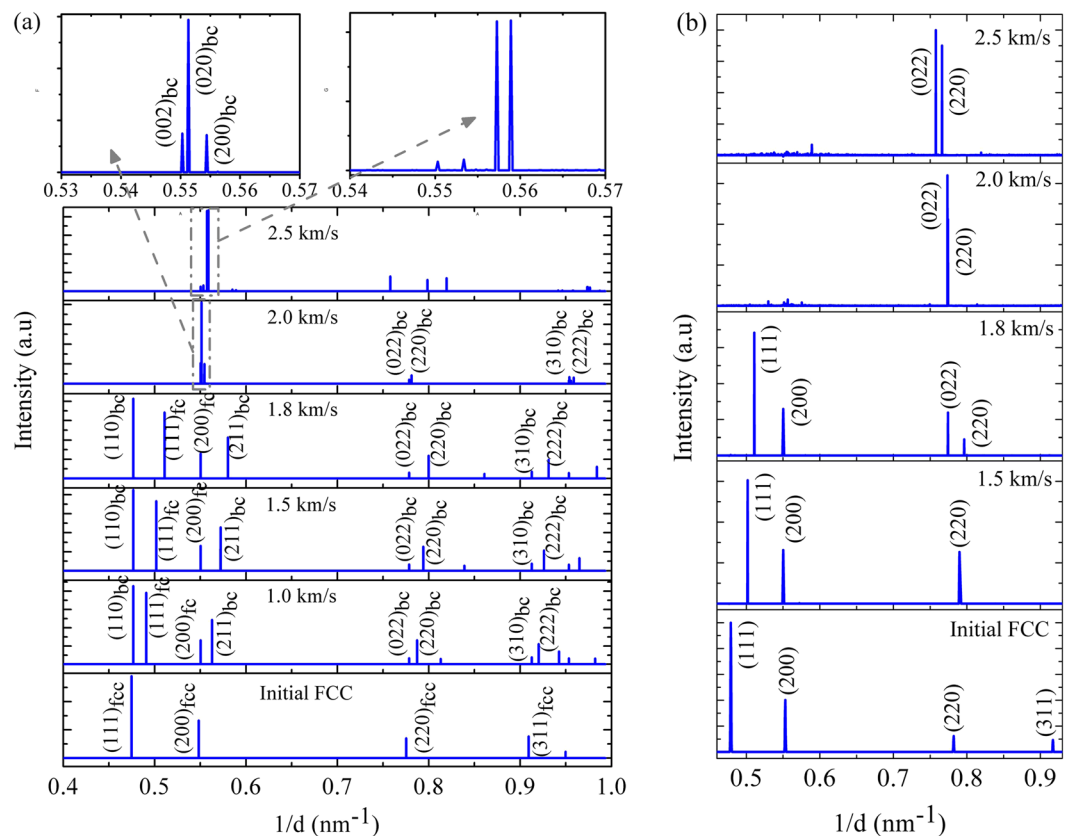 (a)
(002)bc
(020)bc
(200)bc
0.53 0.54 0.55 0.56 0.57
0.54 0.55 0.56 0.57
2.5 km/s
2.0 km/s
(022)bc
(220)bc
(310)bc
(222)bc
1.8 km/s
(110)bc
(111)fc
(200)fc
(211)bc
(022)bc
(220)bc
(310)bc
(222)bc
1.5 km/s
(110)bc
(111)fc
(200)fc
(211)bc
(022)bc
(220)bc
(310)bc
(222)bc
1.0 km/s
(110)bc
(111)fc
(200)fc
(211)bc
(022)bc
(220)bc
(310)bc
(222)bc
Initial FCC
(111)fcc
(200)fcc
(220)fcc
(311)fcc
0.4 0.5 0.6 0.7 0.8 0.9 1.0
1/d (nm-1)
Intensity (a.u)
(b)
2.5 km/s
(022)
(220)
2.0 km/s
(022)
(220)
1.8 km/s
(111)
(200)
(022)
(220)
1.5 km/s
(111)
(200)
(220)
Initial FCC
(111)
(200)
(220)
(311)
0.5 0.6 0.7 0.8 0.9
1/d (nm-1)
Intensity (a.u)